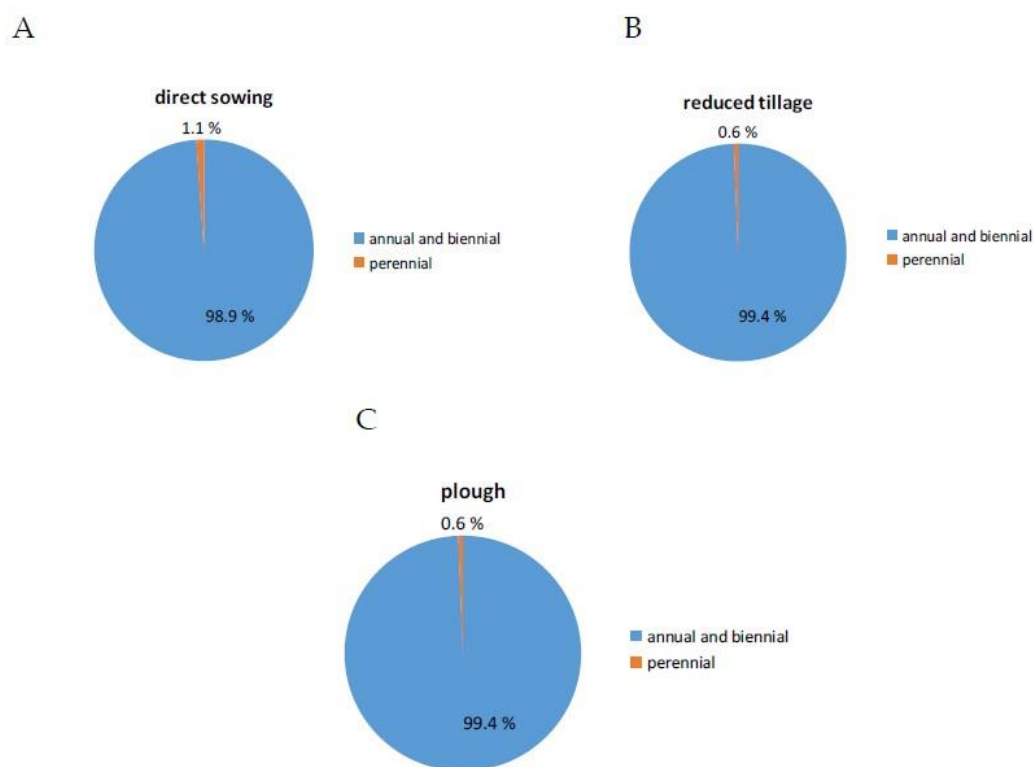 A
direct sowing
1.1 %
98.9 %
annual and biennial
perennial
B
reduced tillage
0.6 %
99.4 %
annual and biennial
perennial
C
plough
0.6 %
99.4 %
annual and biennial
perennial